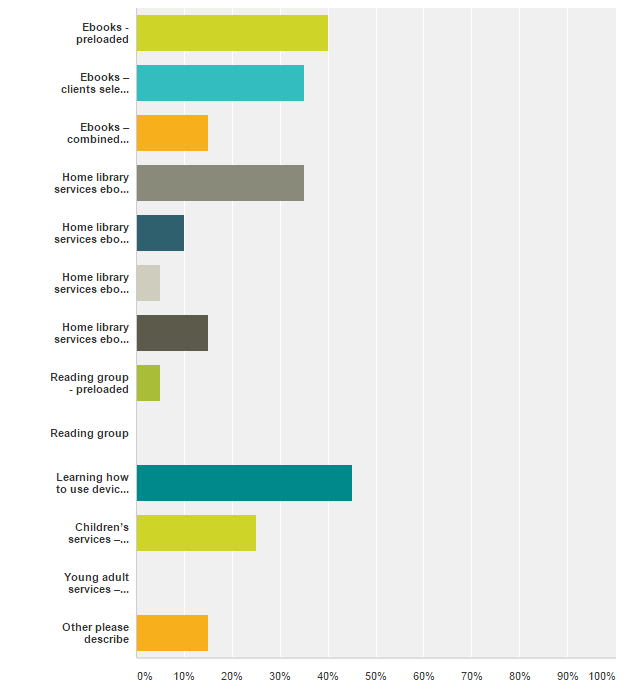 Ebooks -
preloaded
Ebooks –
clients sele...
Ebooks –
combined...
Home library
services ebo...
Home library
services ebo...
Home library
services ebo...
Home library
services ebo...
Reading group
- preloaded
Reading group
Learning how
to use devic...
Children's
services –...
Young adult
services –...
Other please
describe
0% 10% 20% 30% 40% 50% 60% 70% 80% 90% 100%